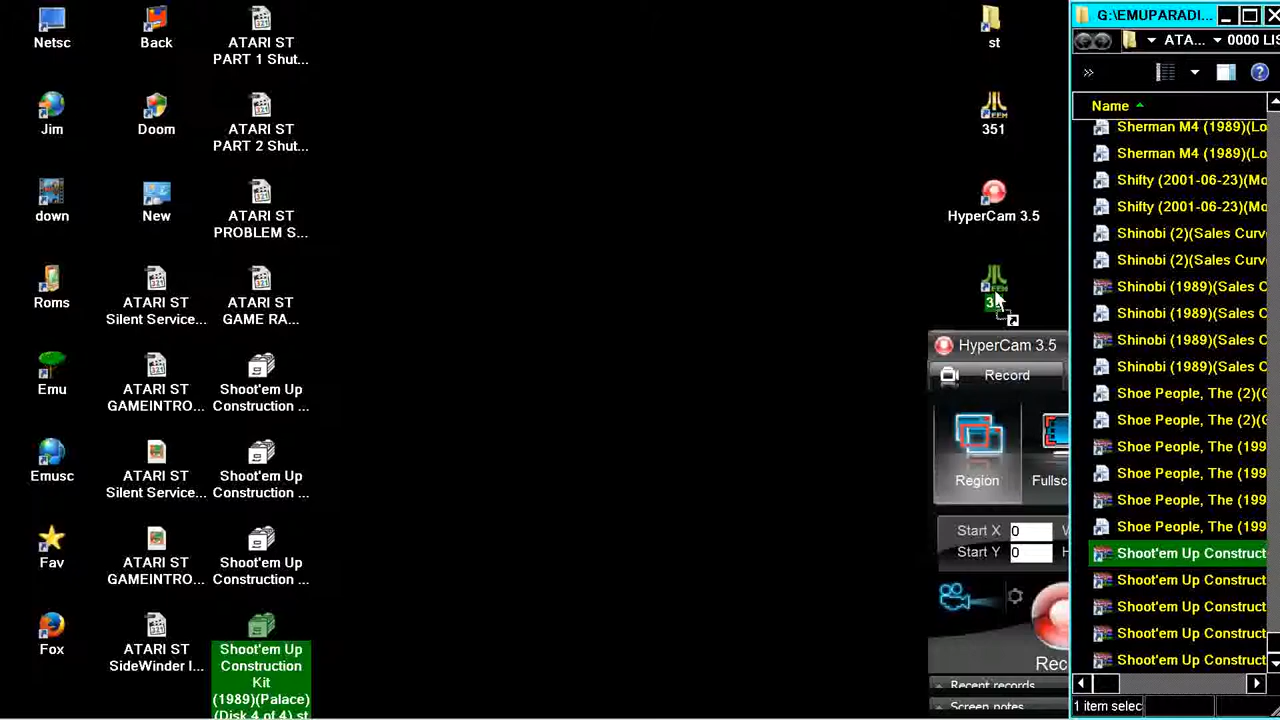 Netsc
Back
ATARI ST
PART 1 Shut...
Jim
Doom
ATARI ST
PART 2 Shut...
down
New
ATARI ST
PROBLEM S...
Roms
ATARI ST
Silent Service...
ATARI ST
GAME RA...
Emu
ATARI ST
GAMEINTRO...
Shoot'em Up
Construction ...
Emusc
ATARI ST
Silent Service...
Shoot'em Up
Construction ...
Fav
ATARI ST
GAMEINTRO...
Shoot'em Up
Construction ...
Fox
ATARI ST
SideWinder I...
Shoot'em Up
Construction
Kit
(1989)(Palace)
(Disk 4 of 4).st
st
351
HyperCam 3.5
HyperCam 3.5
Record
Region
Fullsc
Start X 0
Start Y 0
Rec
Recent records
Screen notes
G:\EMUPARADI...
ATA... 0000 LIS
»
Name
Sherman M4 (1989)(Lo
Sherman M4 (1989)(Lo
Shifty (2001-06-23)(Mo
Shifty (2001-06-23)(Mo
Shinobi (2)(Sales Curv
Shinobi (2)(Sales Curv
Shinobi (1989)(Sales C
Shinobi (1989)(Sales C
Shinobi (1989)(Sales C
Shinobi (1989)(Sales C
Shoe People, The (2)(G
Shoe People, The (2)(G
Shoe People, The (199
Shoe People, The (199
Shoe People, The (199
Shoe People, The (199
Shoot'em Up Construct
Shoot'em Up Construct
Shoot'em Up Construct
Shoot'em Up Construct
Shoot'em Up Construct
1 item selec